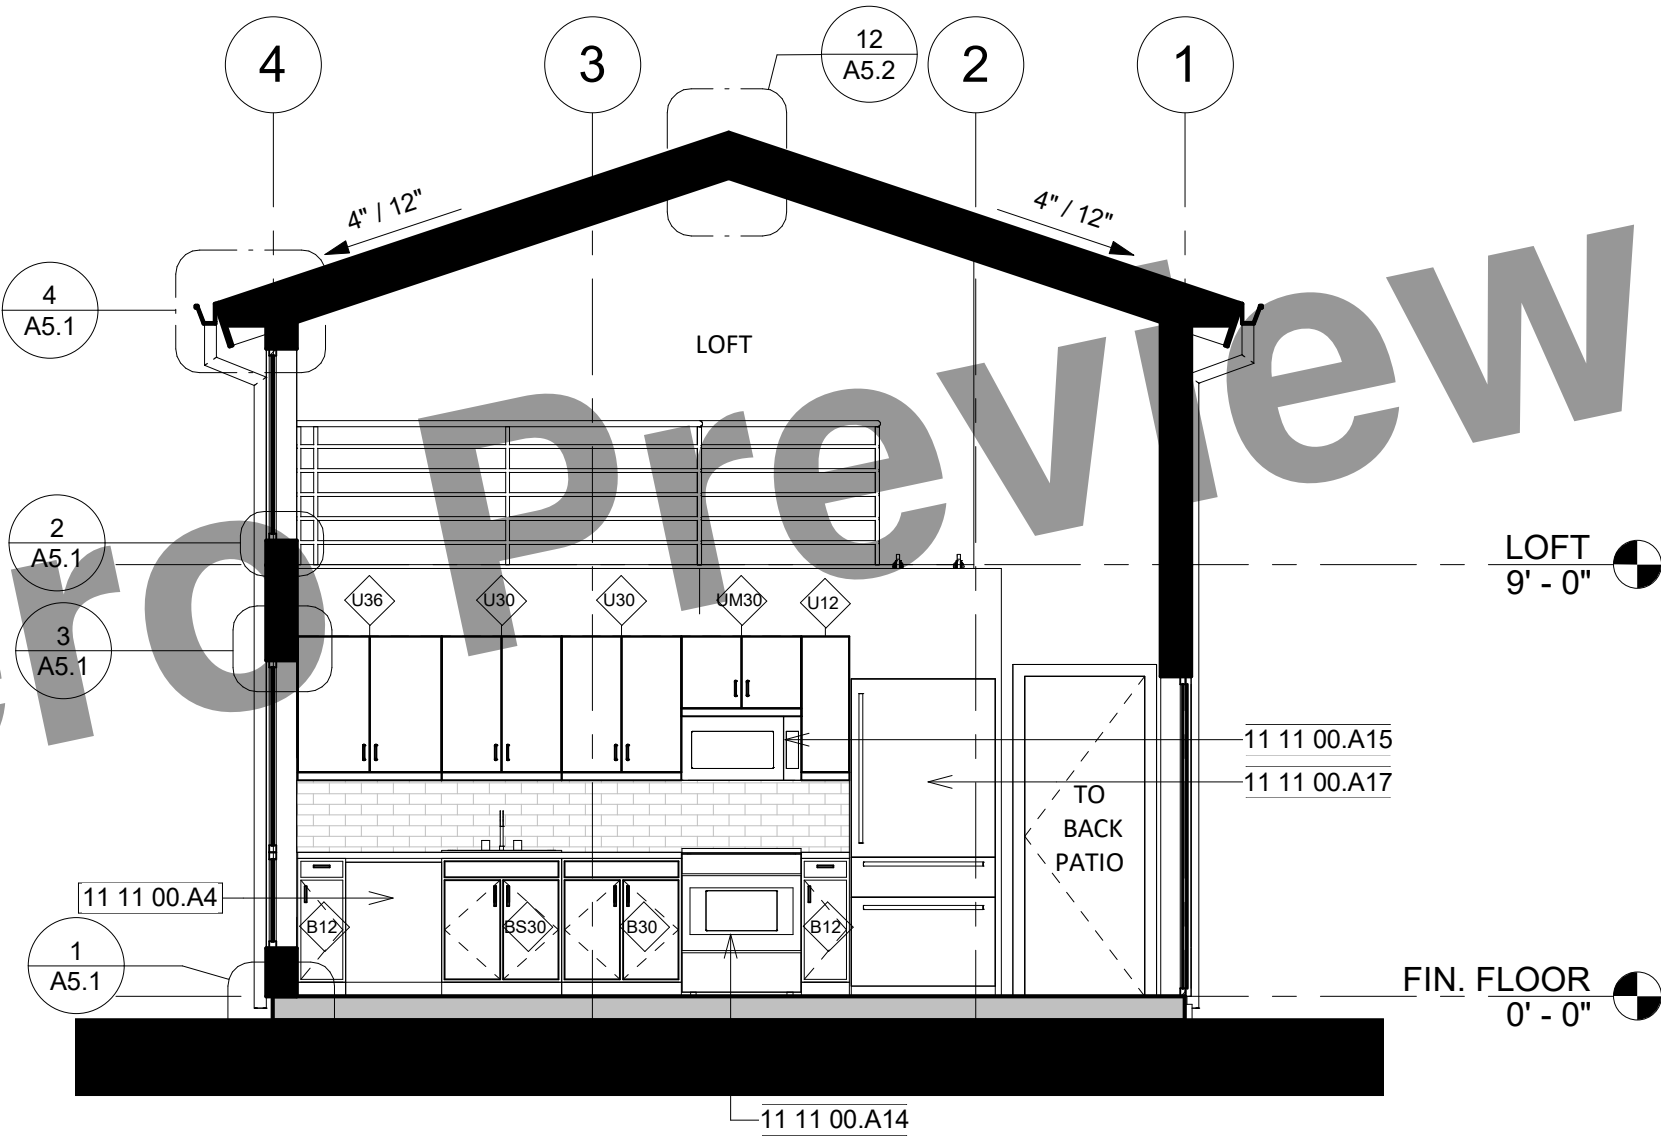 4
3
12
A5.2
2
1
4" / 12"
4" / 12"
4
A5.1
LOFT
Preview
ero
2
A5.1
LOFT
9' - 0"
U36
U30
U30
UM30
U12
3
A5.1
11 11 00.A15
11 11 00.A17
TO
BACK
PATIO
11 11 00.A4
B12
BS30
B30
B12
1
A5.1
FIN. FLOOR
0' - 0"
11 11 00.A14